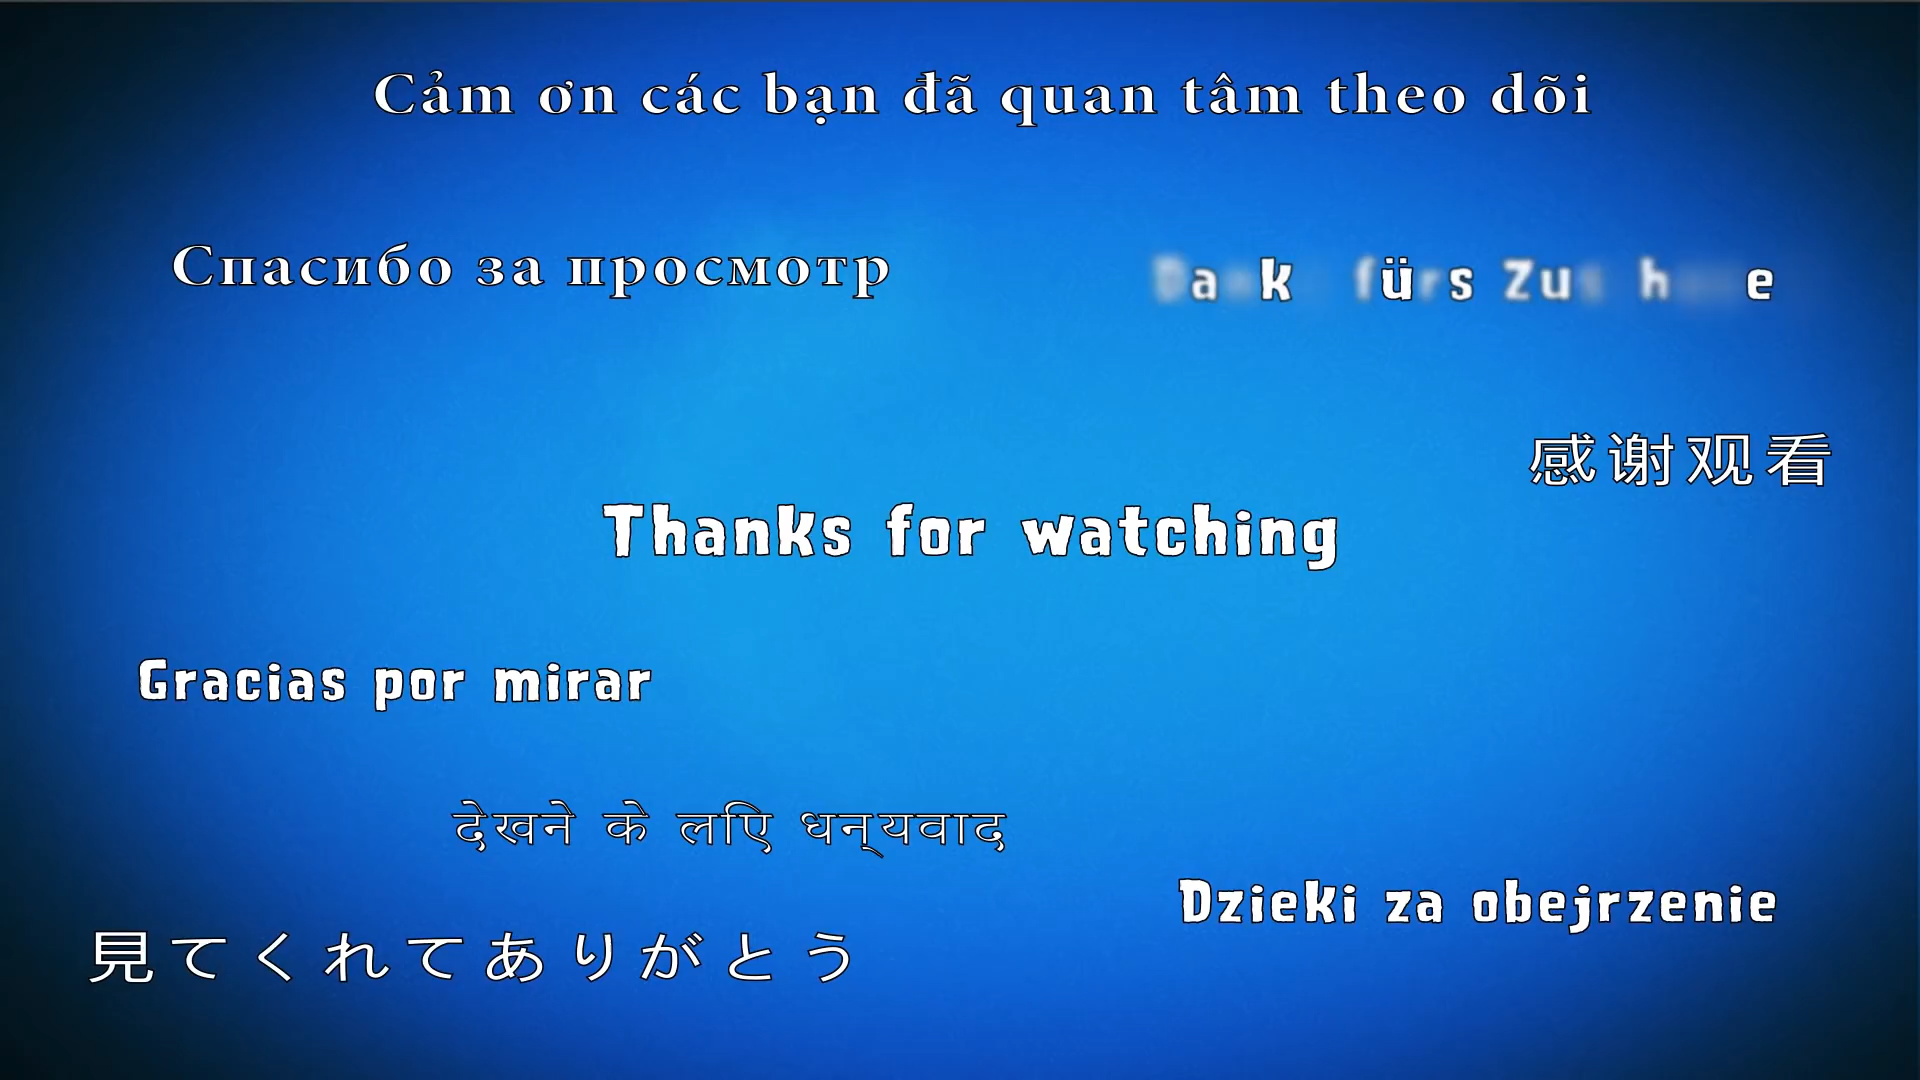 Cảm ơn các bạn đã quan tâm theo dõi
Спасибо за просмотр
Dank fürs
感谢观看
Thanks for watching
Gracias por mirar
देखने के लिए धन्यवाद
Dzieki za obejrzenie
見てくれてありがとう